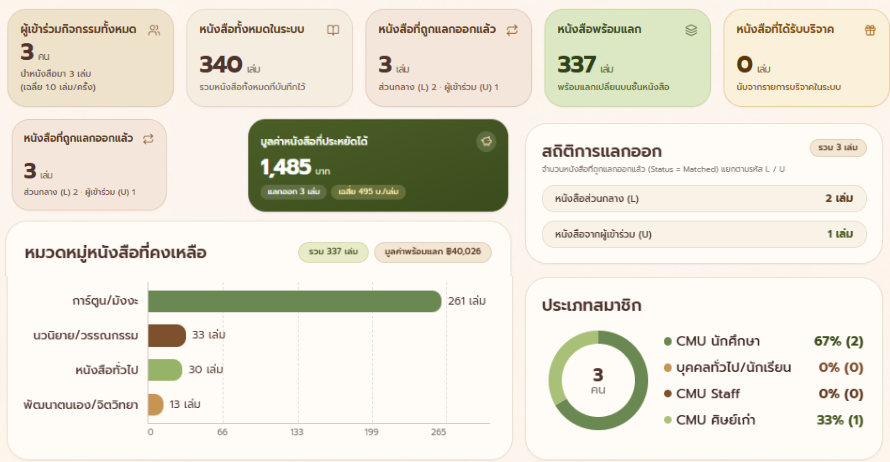 ผู้เข้าร่วมกิจกรรมทั้งหมด
3 คน
นำหนังสือมา 3 เล่ม
(เฉลี่ย 1.0 เล่ม/ครั้ง)
หนังสือทั้งหมดในระบบ
340 เล่ม
รวมหนังสือทั้งหมดที่บันทึกไว้
หนังสือที่ถูกแลกออกแล้ว
3 เล่ม
ส่วนกลาง (L) 2 · ผู้เข้าร่วม (U) 1
หนังสือพร้อมแลก
337 เล่ม
พร้อมแลกเปลี่ยนบนชั้นหนังสือ
หนังสือที่ได้รับบริจาค
0 เล่ม
นับจากรายการบริจาคในระบบ
หนังสือที่ถูกแลกออกแล้ว
3 เล่ม
ส่วนกลาง (L) 2 · ผู้เข้าร่วม (U) 1
มูลค่าหนังสือที่ประหยัดได้
1,485 บาท
แลกออก 3 เล่ม เฉลี่ย 495 บ./เล่ม
สถิติการแลกออก รวม 3 เล่ม
จำนวนหนังสือที่ถูกแลกออกแล้ว (Status = Matched) แยกตามรหัส L / U
หนังสือส่วนกลาง (L) 2 เล่ม
หนังสือจากผู้เข้าร่วม (U) 1 เล่ม
หมวดหมู่หนังสือที่คงเหลือ รวม 337 เล่ม มูลค่าพร้อมแลก ฿40,026
การ์ตูน/มังงะ 261 เล่ม
นวนิยาย/วรรณกรรม 33 เล่ม
หนังสือทั่วไป 30 เล่ม
พัฒนาตนเอง/จิตวิทยา 13 เล่ม
0 66 133 199 265
ประเภทสมาชิก
3
คน
CMU นักศึกษา 67% (2)
บุคคลทั่วไป/นักเรียน 0% (0)
CMU Staff 0% (0)
CMU ศิษย์เก่า 33% (1)